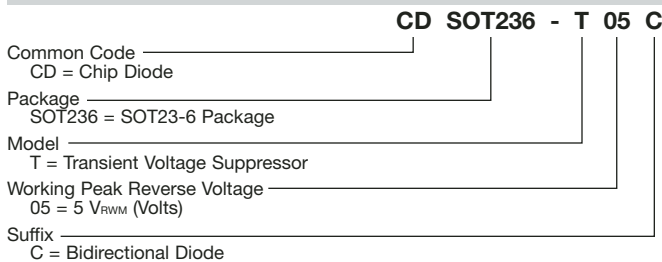 CD SOT236 - T 05 C
Common Code
CD = Chip Diode
Package
SOT236 = SOT23-6 Package
Model
T = Transient Voltage Suppressor
Working Peak Reverse Voltage
05 = 5 VRWM (Volts)
Suffix
C = Bidirectional Diode